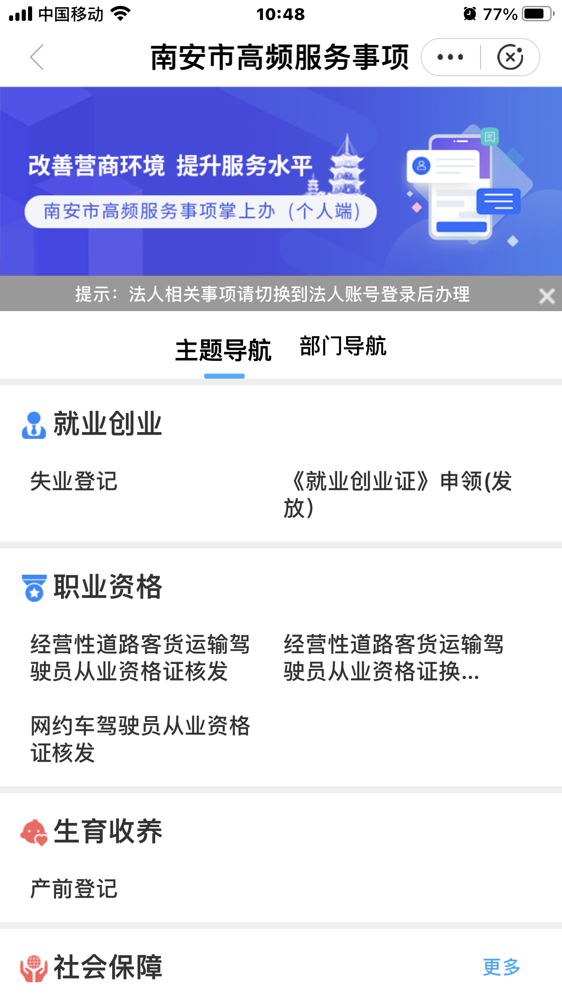 中国移动
10:48
77%
南安市高频服务事项
改善营商环境 提升服务水平
南安市高频服务事项掌上办（个人端）
提示：法人相关事项请切换到法人账号登录后办理
主题导航
部门导航
就业创业
失业登记
《就业创业证》申领(发
放)
职业资格
经营性道路客货运输驾
驶员从业资格证核发
经营性道路客货运输驾
驶员从业资格证换...
网约车驾驶员从业资格
证核发
生育收养
产前登记
社会保障
更多